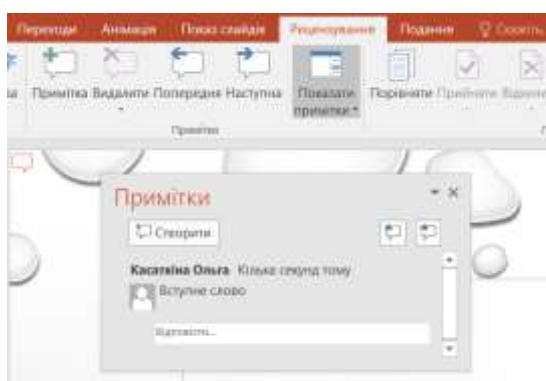 Переходи Анімація Показ слайдів Рецензування Подання
Примітка Видалити Попередня Наступна Показати примітки Порівняти Прийняти
Примітки
Примітки
Створити
Касаткіна Ольга Кілька секунд тому
Вступне слово
Відповісти...